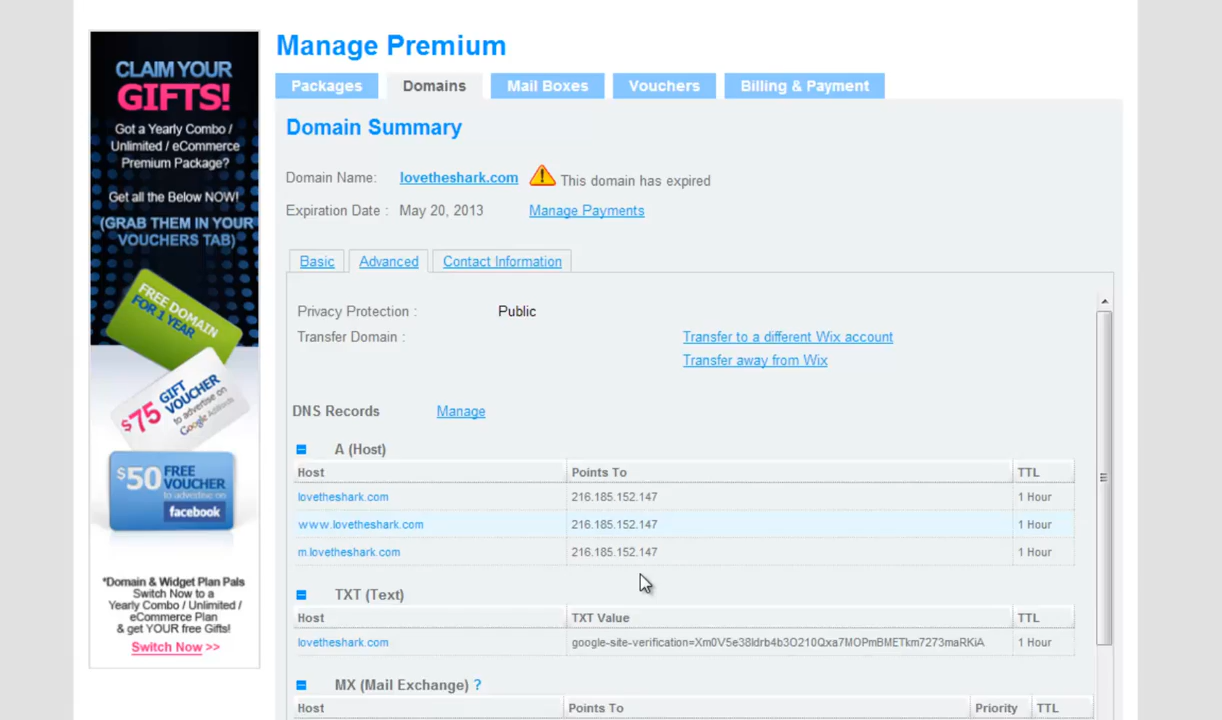 CLAIM YOUR
GIFTS!
Got a Yearly Combo /
Unlimited / eCommerce
Premium Package?
Get all the Below NOW!
(GRAB THEM IN YOUR
VOUCHERS TAB)
FREE DOMAIN
FOR 1 YEAR
$75 GIFT
VOUCHER
to advertise on
Google AdWords
$50 FREE
VOUCHER
to advertise on
facebook
*Domain & Widget Plan Pals
Switch Now to a
Yearly Combo / Unlimited /
eCommerce Plan
& get YOUR free Gifts!
Switch Now >>
Manage Premium
Packages Domains Mail Boxes Vouchers Billing & Payment
Domain Summary
Domain Name: lovetheshark.com This domain has expired
Expiration Date : May 20, 2013 Manage Payments
Basic Advanced Contact Information
Privacy Protection : Public
Transfer Domain : Transfer to a different Wix account
Transfer away from Wix
DNS Records Manage
A (Host)
Host Points To TTL
lovetheshark.com 216.185.152.147 1 Hour
www.lovetheshark.com 216.185.152.147 1 Hour
m.lovetheshark.com 216.185.152.147 1 Hour
TXT (Text)
Host TXT Value TTL
lovetheshark.com google-site-verification=Xm0V5e38ldrb4b3O210Qxa7MOPmBMETkm7273maRKiA 1 Hour
MX (Mail Exchange) ?
Host Points To Priority TTL